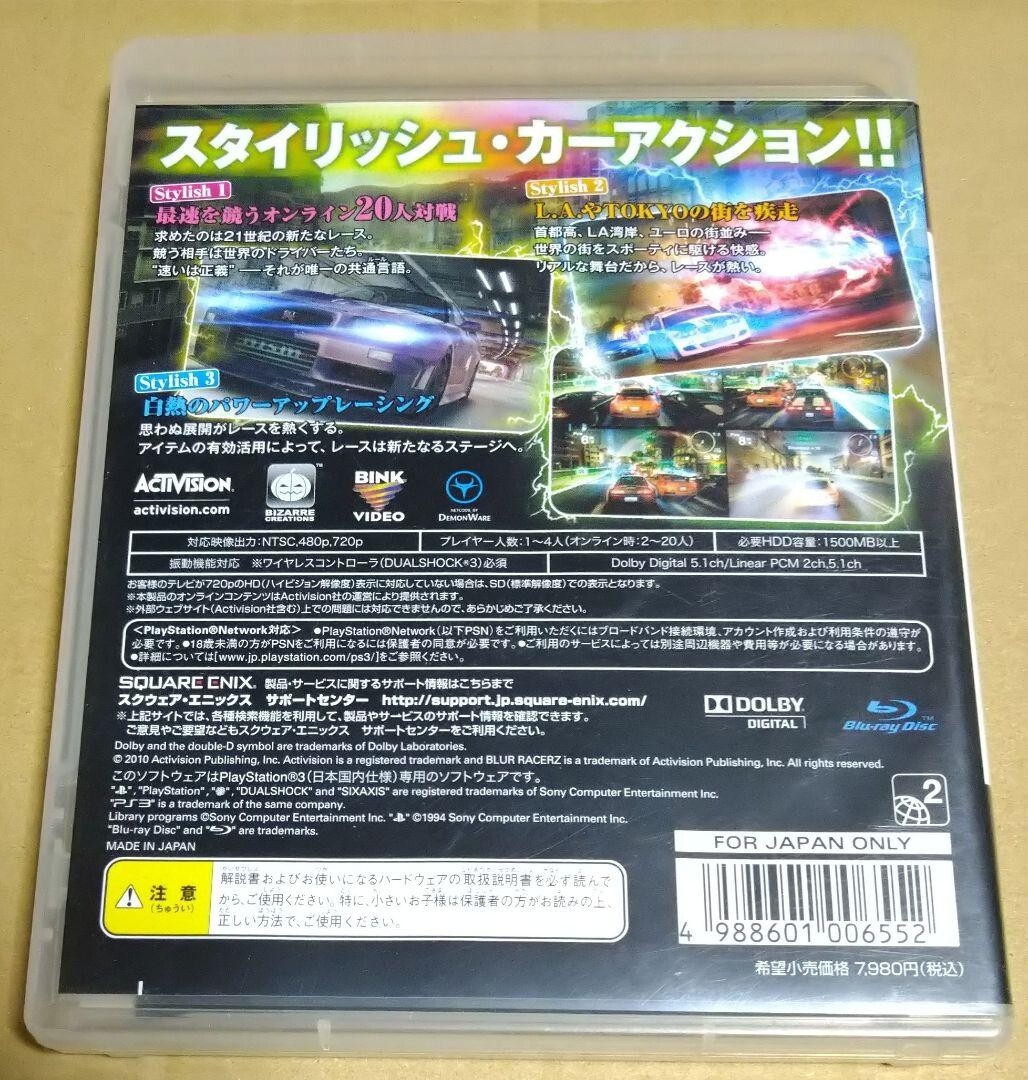 スタイリッシュ・カーアクション!!
Stylish 1
最速を競うオンライン20人対戦
求めたのは21世紀の新たなレース。
競う相手は世界のドライバーたち。
"速いは正義" ── それが唯一の共通言語。
ルール
Stylish 2
L.A.やTOKYOの街を疾走
首都高、LA湾岸、ユーロの街並み──
世界の街をスポーティに駆ける快感。
リアルな舞台だから、レースが熱い。
Stylish 3
白熱のパワーアップレーシング
思わぬ展開がレースを熱くする。
アイテムの有効活用によって、レースは新たなるステージへ。
ACTIVISION.
activision.com
BIZARRE
CREATIONS
BINK
VIDEO
NETCODE BY
DEMONWARE
対応映像出力:NTSC,480p,720p
プレイヤー人数:1~4人(オンライン時:2~20人)
必要HDD容量:1500MB以上
振動機能対応 ※ワイヤレスコントローラ(DUALSHOCK®3)必須
Dolby Digital 5.1ch/Linear PCM 2ch,5.1ch
お客様のテレビが720pのHD(ハイビジョン解像度)表示に対応していない場合は、SD(標準解像度)での表示となります。
※本製品のオンラインコンテンツはActivision社の運営により提供されます。
※外部ウェブサイト(Activision社含む)上での問題には対応できませんので、あらかじめご了承ください。
<PlayStation®Network対応> ●PlayStation®Network(以下PSN)をご利用いただくにはブロードバンド接続環境、アカウント作成および利用条件の遵守が
必要です。●18歳未満の方がPSNをご利用になるには保護者の同意が必要です。●ご利用のサービスによっては別途周辺機器や費用等が必要になる場合があります。
●詳細については[www.jp.playstation.com/ps3/]をご参照ください。
SQUARE ENIX. 製品・サービスに関するサポート情報はこちらまで
スクウェア・エニックス サポートセンター http://support.jp.square-enix.com/
※上記サイトでは、各種検索機能を利用して、製品やサービスのサポート情報を確認できます。
ご意見やご要望などもスクウェア・エニックス サポートセンターをご利用ください。
DOLBY
DIGITAL
Blu-ray Disc™
Dolby and the double-D symbol are trademarks of Dolby Laboratories.
© 2010 Activision Publishing, Inc. Activision is a registered trademark and BLUR RACERZ is a trademark of Activision Publishing, Inc. All rights reserved.
このソフトウェアはPlayStation®3(日本国内仕様)専用のソフトウェアです。
" ", "PlayStation", " ", "DUALSHOCK" and "SIXAXIS" are registered trademarks of Sony Computer Entertainment Inc.
"PS3" is a trademark of the same company.
Library programs ©Sony Computer Entertainment Inc. " " ©1994 Sony Computer Entertainment Inc.
"Blu-ray Disc" and " " are trademarks.
MADE IN JAPAN
2
FOR JAPAN ONLY
注意
(ちゅうい)
解説書およびお使いになるハードウェアの取扱説明書を必ず読んで
から、ご使用ください。特に、小さいお子様は保護者の方がお読みの上、
正しい方法で、ご使用ください。
4 988601 006552
希望小売価格 7,980円(税込)